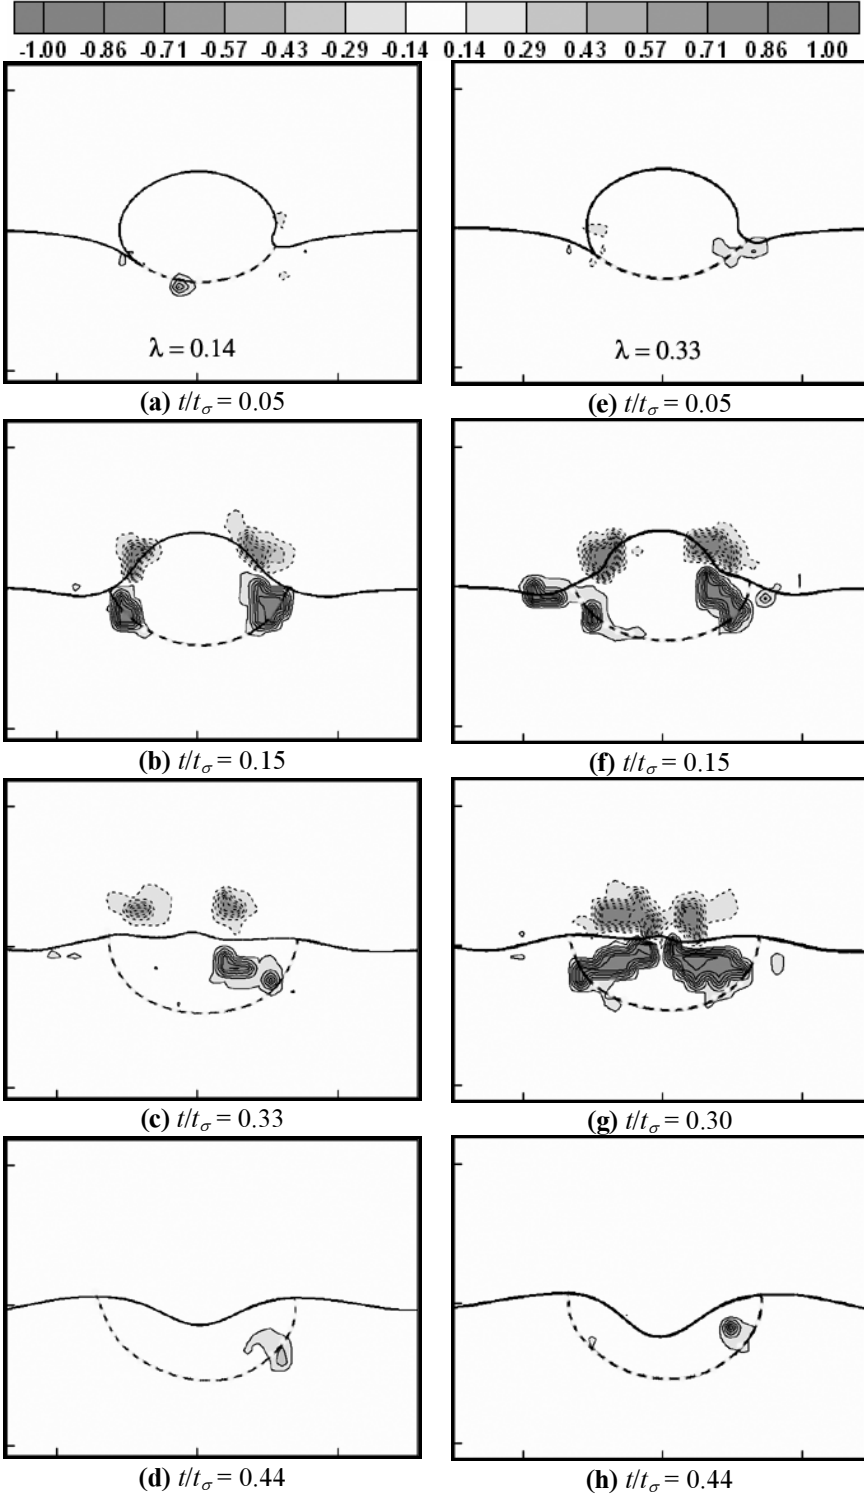 -1.00 -0.86 -0.71 -0.57 -0.43 -0.29 -0.14 0.14 0.29 0.43 0.57 0.71 0.86 1.00
λ = 0.14
λ = 0.33
(a) t/tσ = 0.05
(e) t/tσ = 0.05
(b) t/tσ = 0.15
(f) t/tσ = 0.15
(c) t/tσ = 0.33
(g) t/tσ = 0.30
(d) t/tσ = 0.44
(h) t/tσ = 0.44